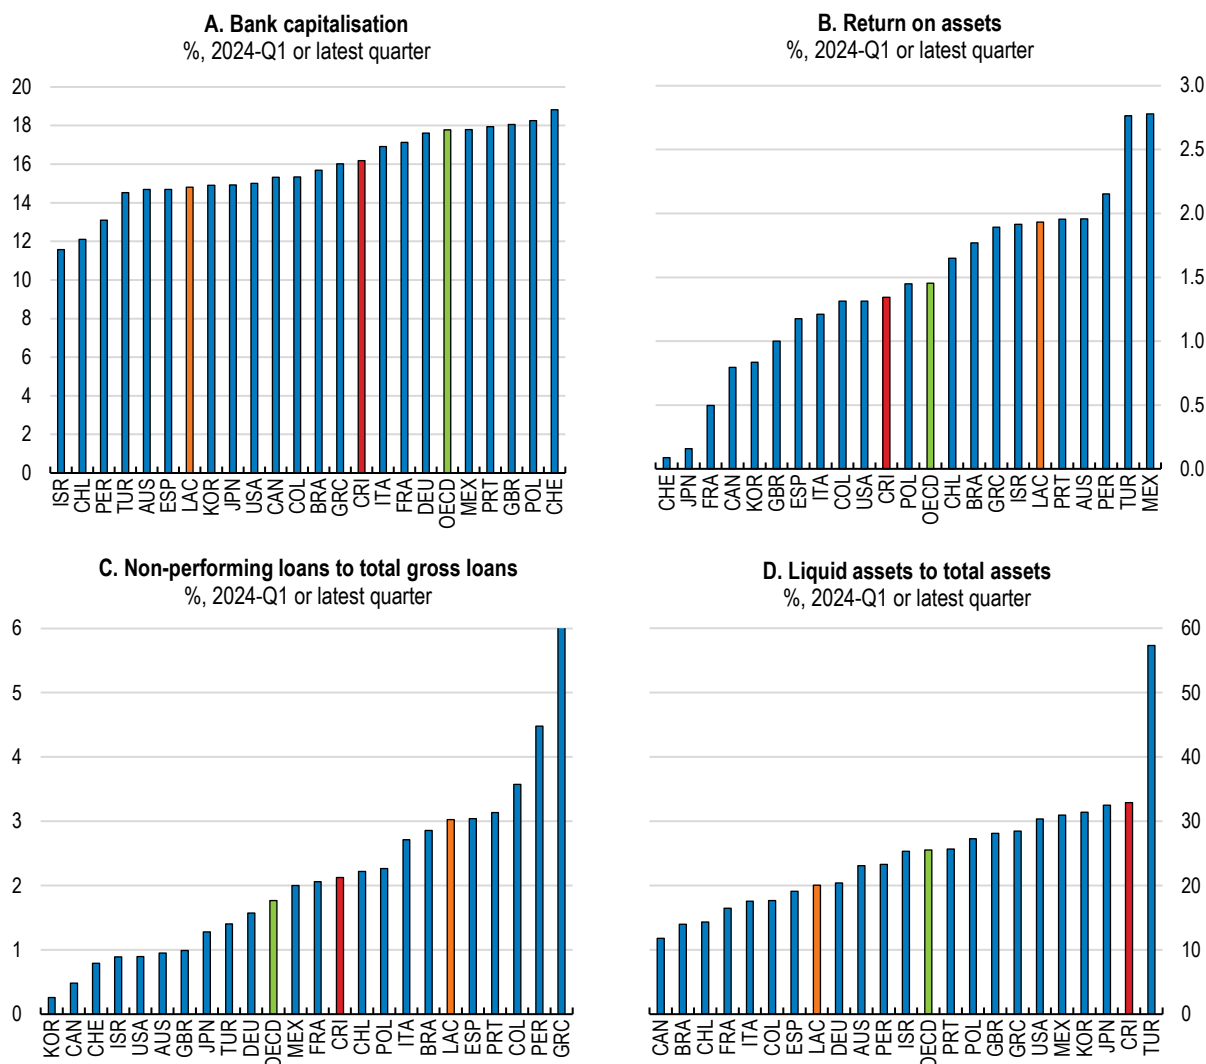 A. Bank capitalisation
%, 2024-Q1 or latest quarter
20
18
16
14
12
10
8
6
4
2
0
ISR CHL PER TUR AUS ESP LAC KOR JPN USA CAN COL BRA GRC CRI ITA FRA DEU OECD MEX PRT GBR POL CHE
B. Return on assets
%, 2024-Q1 or latest quarter
3.0
2.5
2.0
1.5
1.0
0.5
0.0
CHE JPN FRA CAN KOR GBR ESP ITA COL USA CRI POL OECD CHL BRA GRC ISR LAC PRT AUS PER TUR MEX
C. Non-performing loans to total gross loans
%, 2024-Q1 or latest quarter
6
5
4
3
2
1
0
KOR CAN CHE ISR USA AUS GBR JPN TUR DEU OECD MEX FRA CRI CHL POL ITA BRA LAC ESP PRT COL PER GRC
D. Liquid assets to total assets
%, 2024-Q1 or latest quarter
60
50
40
30
20
10
0
CAN BRA CHL FRA ITA COL ESP LAC DEU AUS PER ISR OECD PRT POL GBR GRC USA MEX KOR JPN CRI TUR